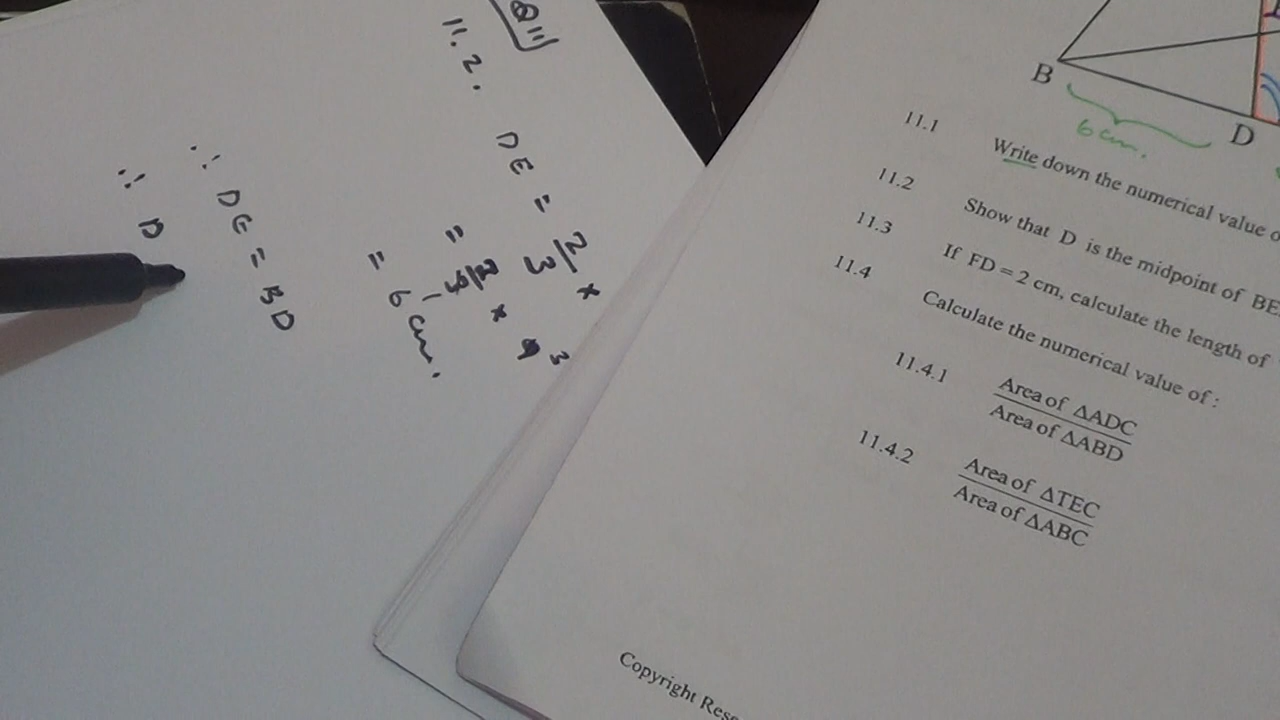 Q11
11.2.
DE = 2/3 ×
= 2/9 × 9 3
= 6 cm.
∴ DE = BD
∴ D
B
D
6cm.
11.1 Write down the numerical value
11.2 Show that D is the midpoint of BE
11.3 If FD = 2 cm, calculate the length of
11.4 Calculate the numerical value of :
11.4.1 Area of ΔADC
Area of ΔABD
11.4.2 Area of ΔTEC
Area of ΔABC
Copyright